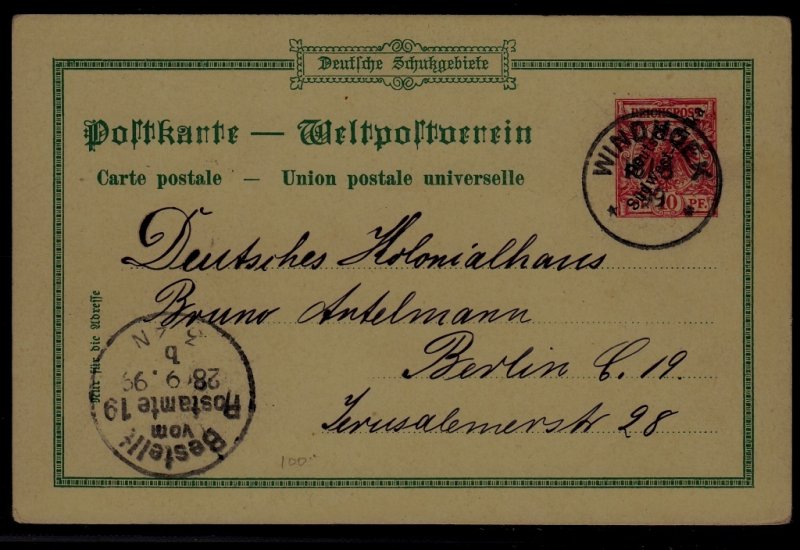 Deutsche Schutzgebiete
Postkarte — Weltpostverein
Carte postale — Union postale universelle
REICHSPOST
10 PF.
WINDHOEK
Deutsches Kolonialhaus
Bruno Antelmann
Berlin C. 19.
Jerusalemerstr 28
Nur für die Adresse
Bestellt
vom
Postamte 19
28.9.99
b
3 N
100